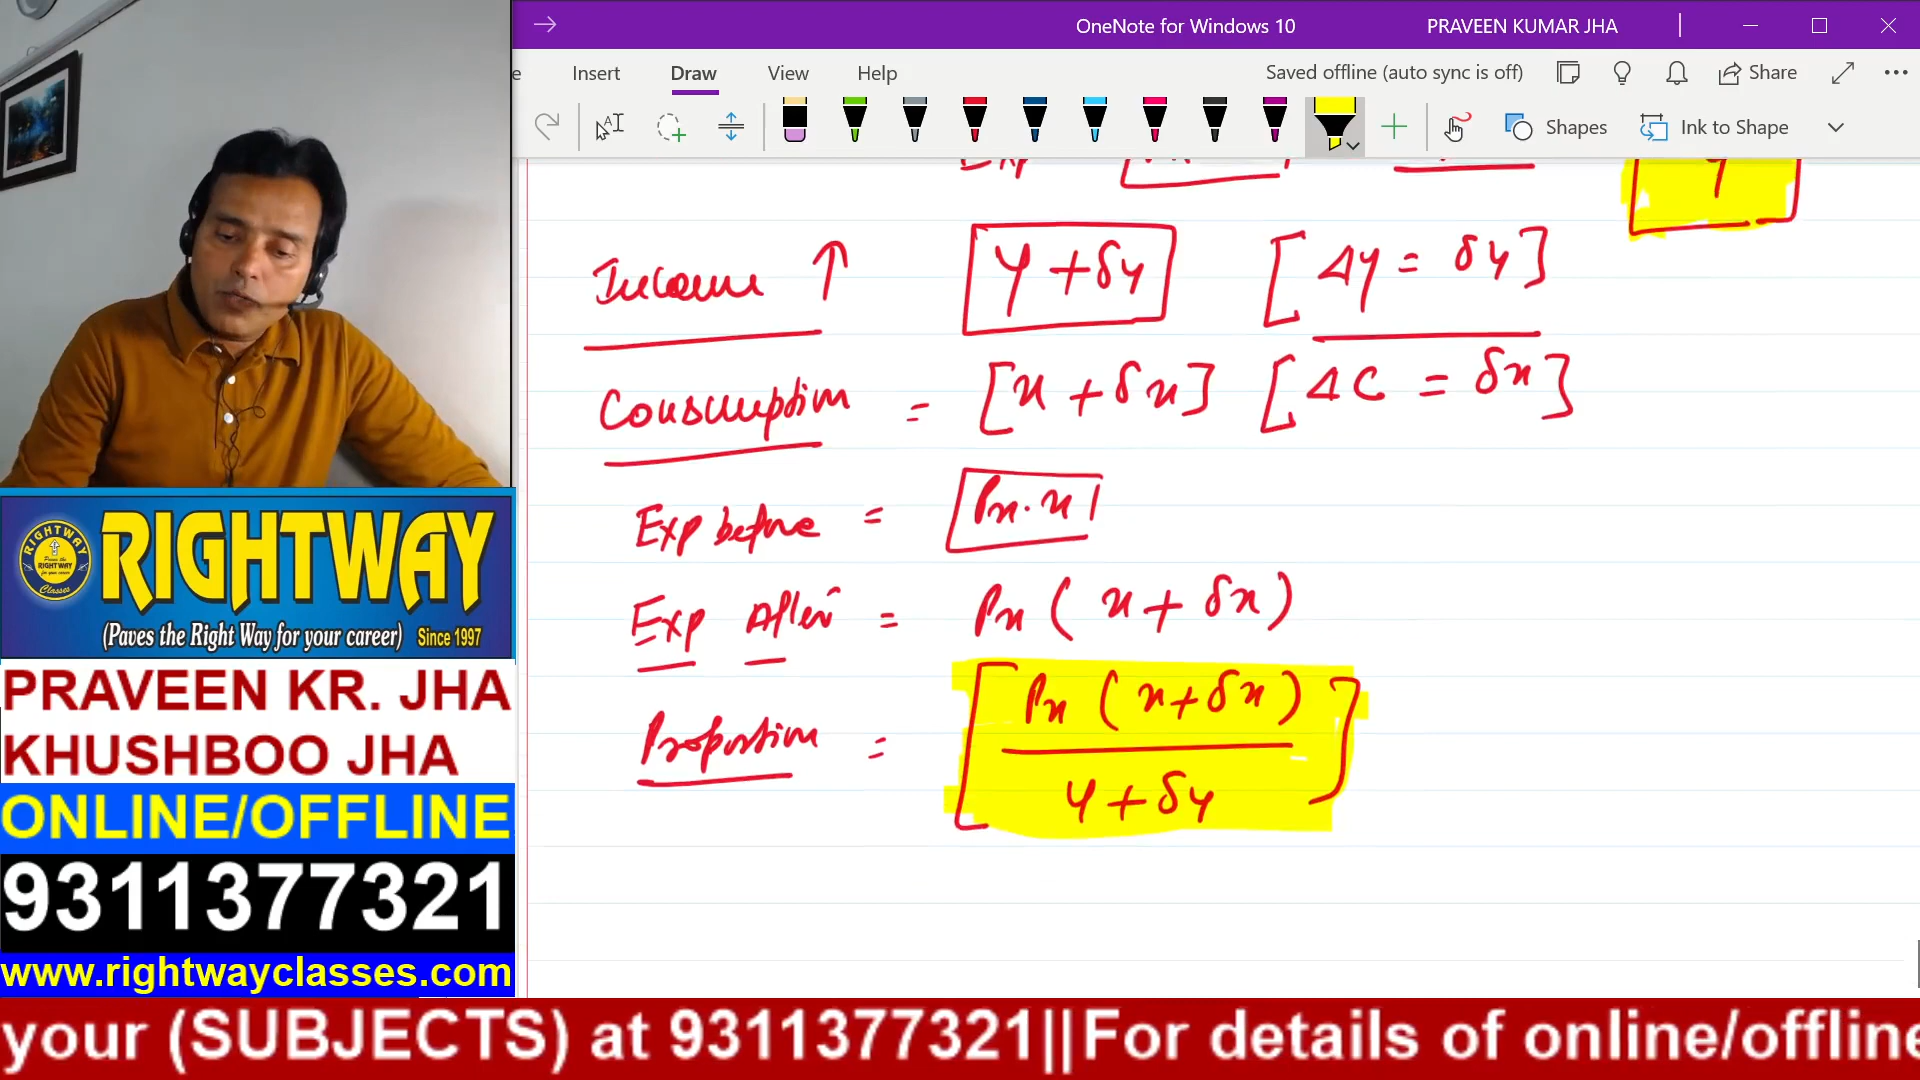 OneNote for Windows 10 PRAVEEN KUMAR JHA
Insert Draw View Help Saved offline (auto sync is off) Share
Shapes Ink to Shape
Exp
y
Income ↑ y + δy [Δy = δy]
Consumption = [x + δx] [ΔC = δx]
Exp before = Px . x
Exp After = Px (x + δx)
Proportion = [Px (x + δx) / y + δy]
RIGHTWAY
(Paves the Right Way for your career) Since 1997
PRAVEEN KR. JHA
KHUSHBOO JHA
ONLINE/OFFLINE
9311377321
www.rightwayclasses.com
your (SUBJECTS) at 9311377321||For details of online/offline